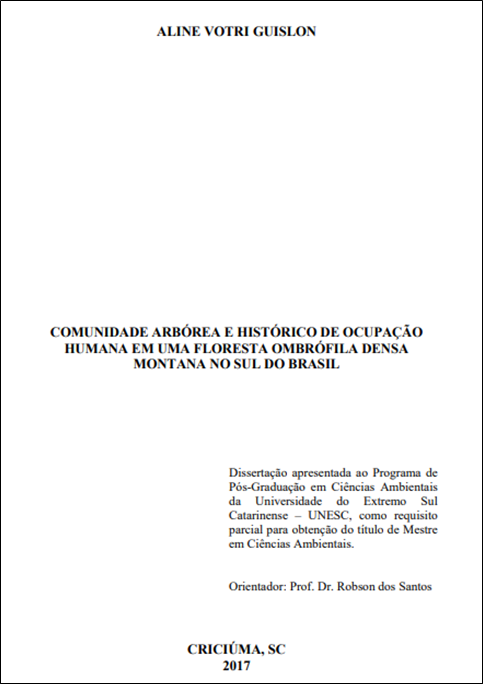 ALINE VOTRI GUISLON
COMUNIDADE ARBÓREA E HISTÓRICO DE OCUPAÇÃO
HUMANA EM UMA FLORESTA OMBRÓFILA DENSA
MONTANA NO SUL DO BRASIL
Dissertação apresentada ao Programa de
Pós-Graduação em Ciências Ambientais
da Universidade do Extremo Sul
Catarinense – UNESC, como requisito
parcial para obtenção do título de Mestre
em Ciências Ambientais.
Orientador: Prof. Dr. Robson dos Santos
CRICIÚMA, SC
2017